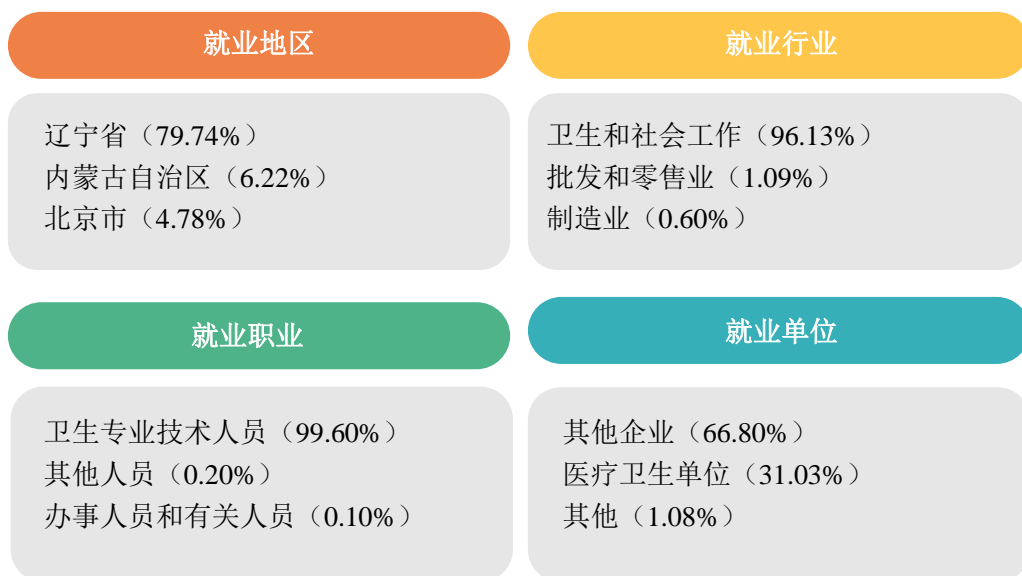 就业地区
辽宁省（79.74%）
内蒙古自治区（6.22%）
北京市（4.78%）
就业行业
卫生和社会工作（96.13%）
批发和零售业（1.09%）
制造业（0.60%）
就业职业
卫生专业技术人员（99.60%）
其他人员（0.20%）
办事人员和有关人员（0.10%）
就业单位
其他企业（66.80%）
医疗卫生单位（31.03%）
其他（1.08%）